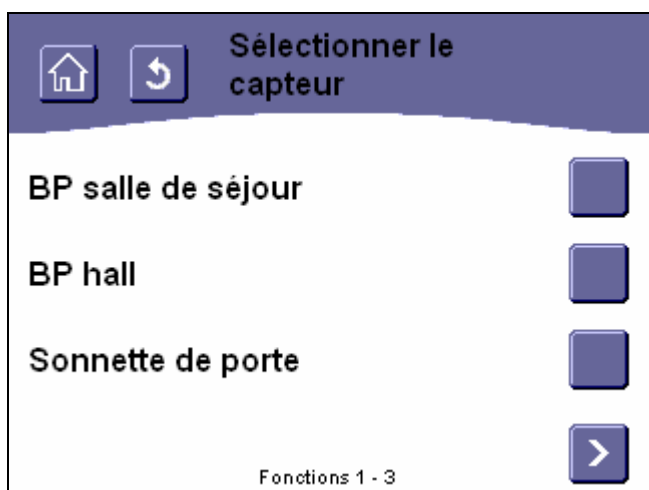 Sélectionner le
capteur
BP salle de séjour
BP hall
Sonnette de porte
Fonctions 1 - 3